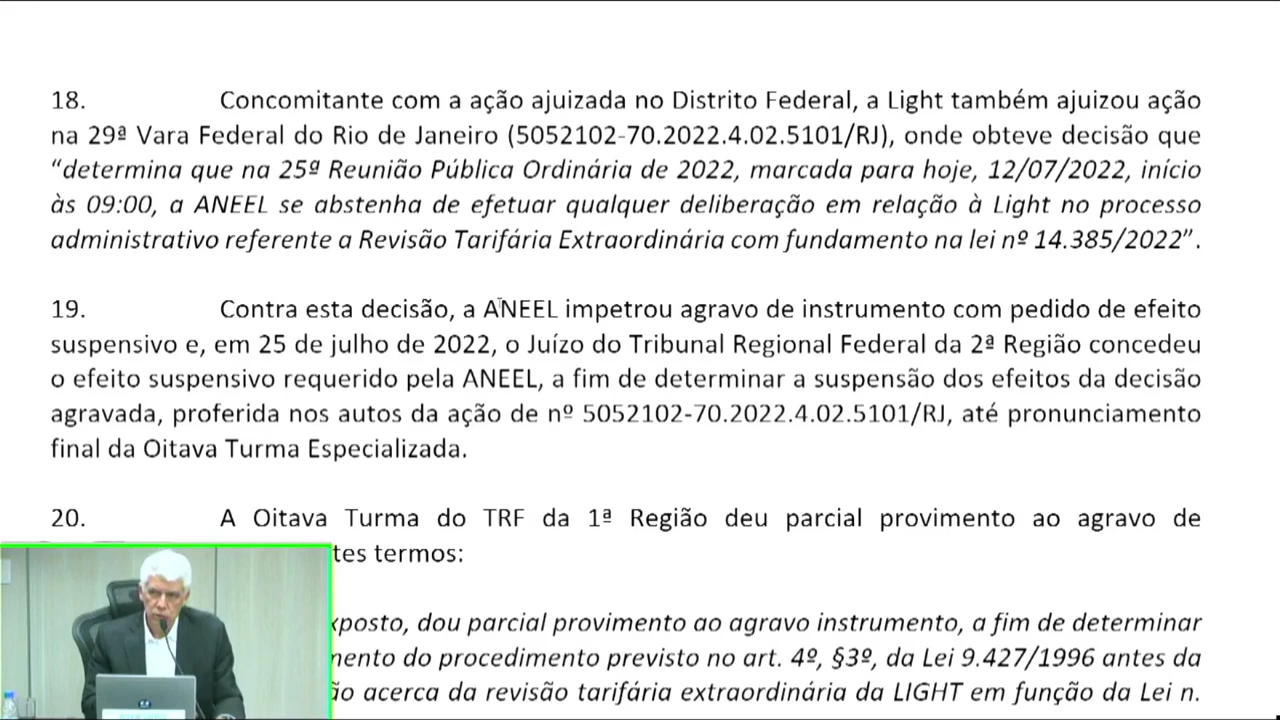 18. Concomitante com a ação ajuizada no Distrito Federal, a Light também ajuizou ação
na 29ª Vara Federal do Rio de Janeiro (5052102-70.2022.4.02.5101/RJ), onde obteve decisão que
“determina que na 25ª Reunião Pública Ordinária de 2022, marcada para hoje, 12/07/2022, início
às 09:00, a ANEEL se abstenha de efetuar qualquer deliberação em relação à Light no processo
administrativo referente a Revisão Tarifária Extraordinária com fundamento na lei nº 14.385/2022”.
19. Contra esta decisão, a ANEEL impetrou agravo de instrumento com pedido de efeito
suspensivo e, em 25 de julho de 2022, o Juízo do Tribunal Regional Federal da 2ª Região concedeu
o efeito suspensivo requerido pela ANEEL, a fim de determinar a suspensão dos efeitos da decisão
agravada, proferida nos autos da ação de nº 5052102-70.2022.4.02.5101/RJ, até pronunciamento
final da Oitava Turma Especializada.
20. A Oitava Turma do TRF da 1ª Região deu parcial provimento ao agravo de
tes termos:
xposto, dou parcial provimento ao agravo instrumento, a fim de determinar
mento do procedimento previsto no art. 4º, §3º, da Lei 9.427/1996 antes da
ão acerca da revisão tarifária extraordinária da LIGHT em função da Lei n.